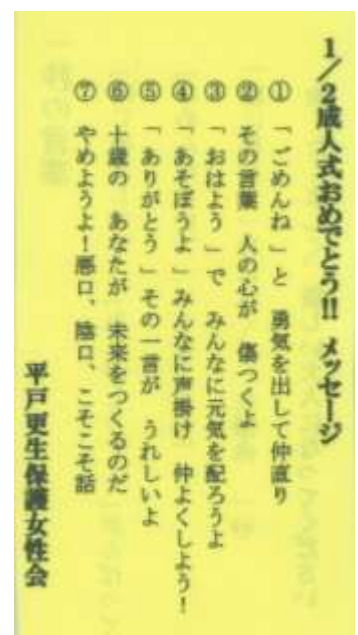 1／2成人式おめでとう!! メッセージ
① 「ごめんね」と 勇気を出して仲直り
② その言葉 人の心が 傷つくよ
③ 「おはよう」で みんなに元気を配ろうよ
④ 「あそぼうよ」みんなに声掛け 仲よくしよう！
⑤ 「ありがとう」その一言が うれしいよ
⑥ 十歳の あなたが 未来をつくるのだ
⑦ やめようよ！悪口、陰口、こそこそ話
平戸更生保護女性会